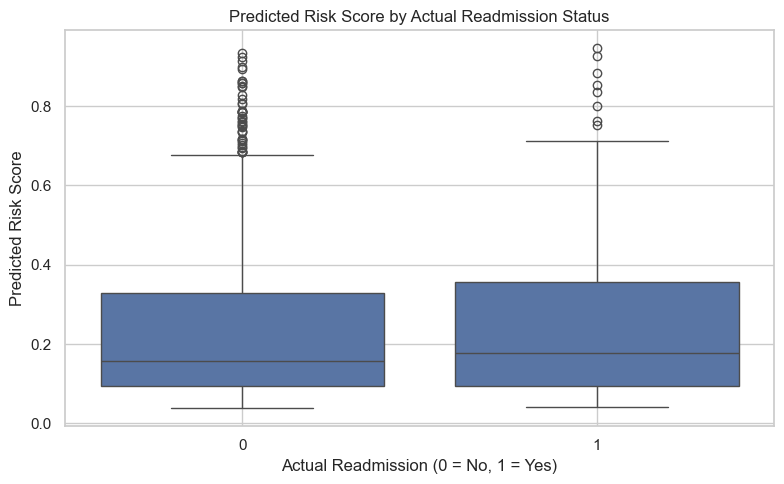 Predicted Risk Score by Actual Readmission Status
Predicted Risk Score
0.8
0.6
0.4
0.2
0.0
0
1
Actual Readmission (0 = No, 1 = Yes)